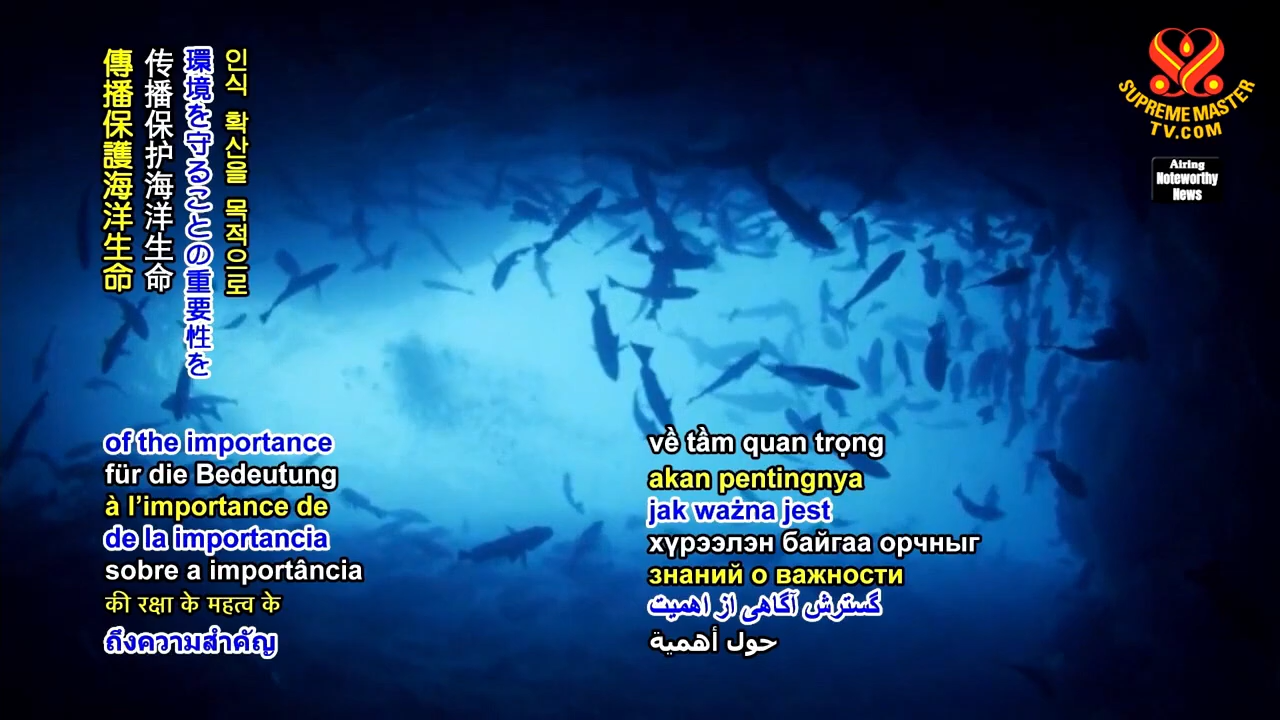 傳播保護海洋生命
传播保护海洋生命
環境を守ることの重要性を
인식 확산을 목적으로
SUPREME MASTER
TV.COM
Airing
Noteworthy
News
of the importance
für die Bedeutung
à l’importance de
de la importancia
sobre a importância
की रक्षा के महत्व के
ถึงความสำคัญ
về tầm quan trọng
akan pentingnya
jak ważna jest
хүрээлэн байгаа орчныг
знаний о важности
گسترش آگاهی از اهمیت
حول أهمية